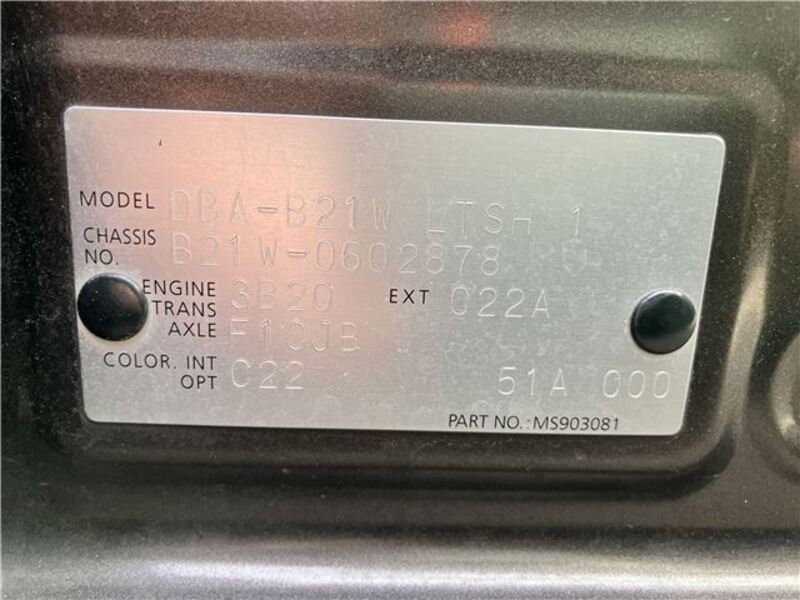 MODEL DBA-B21W LTSH 1
CHASSIS NO. B21W-0602878
ENGINE 3B20 EXT C22A
TRANS AXLE F1CJB
COLOR. INT C22
OPT 51A 000
PART NO.: MS903081